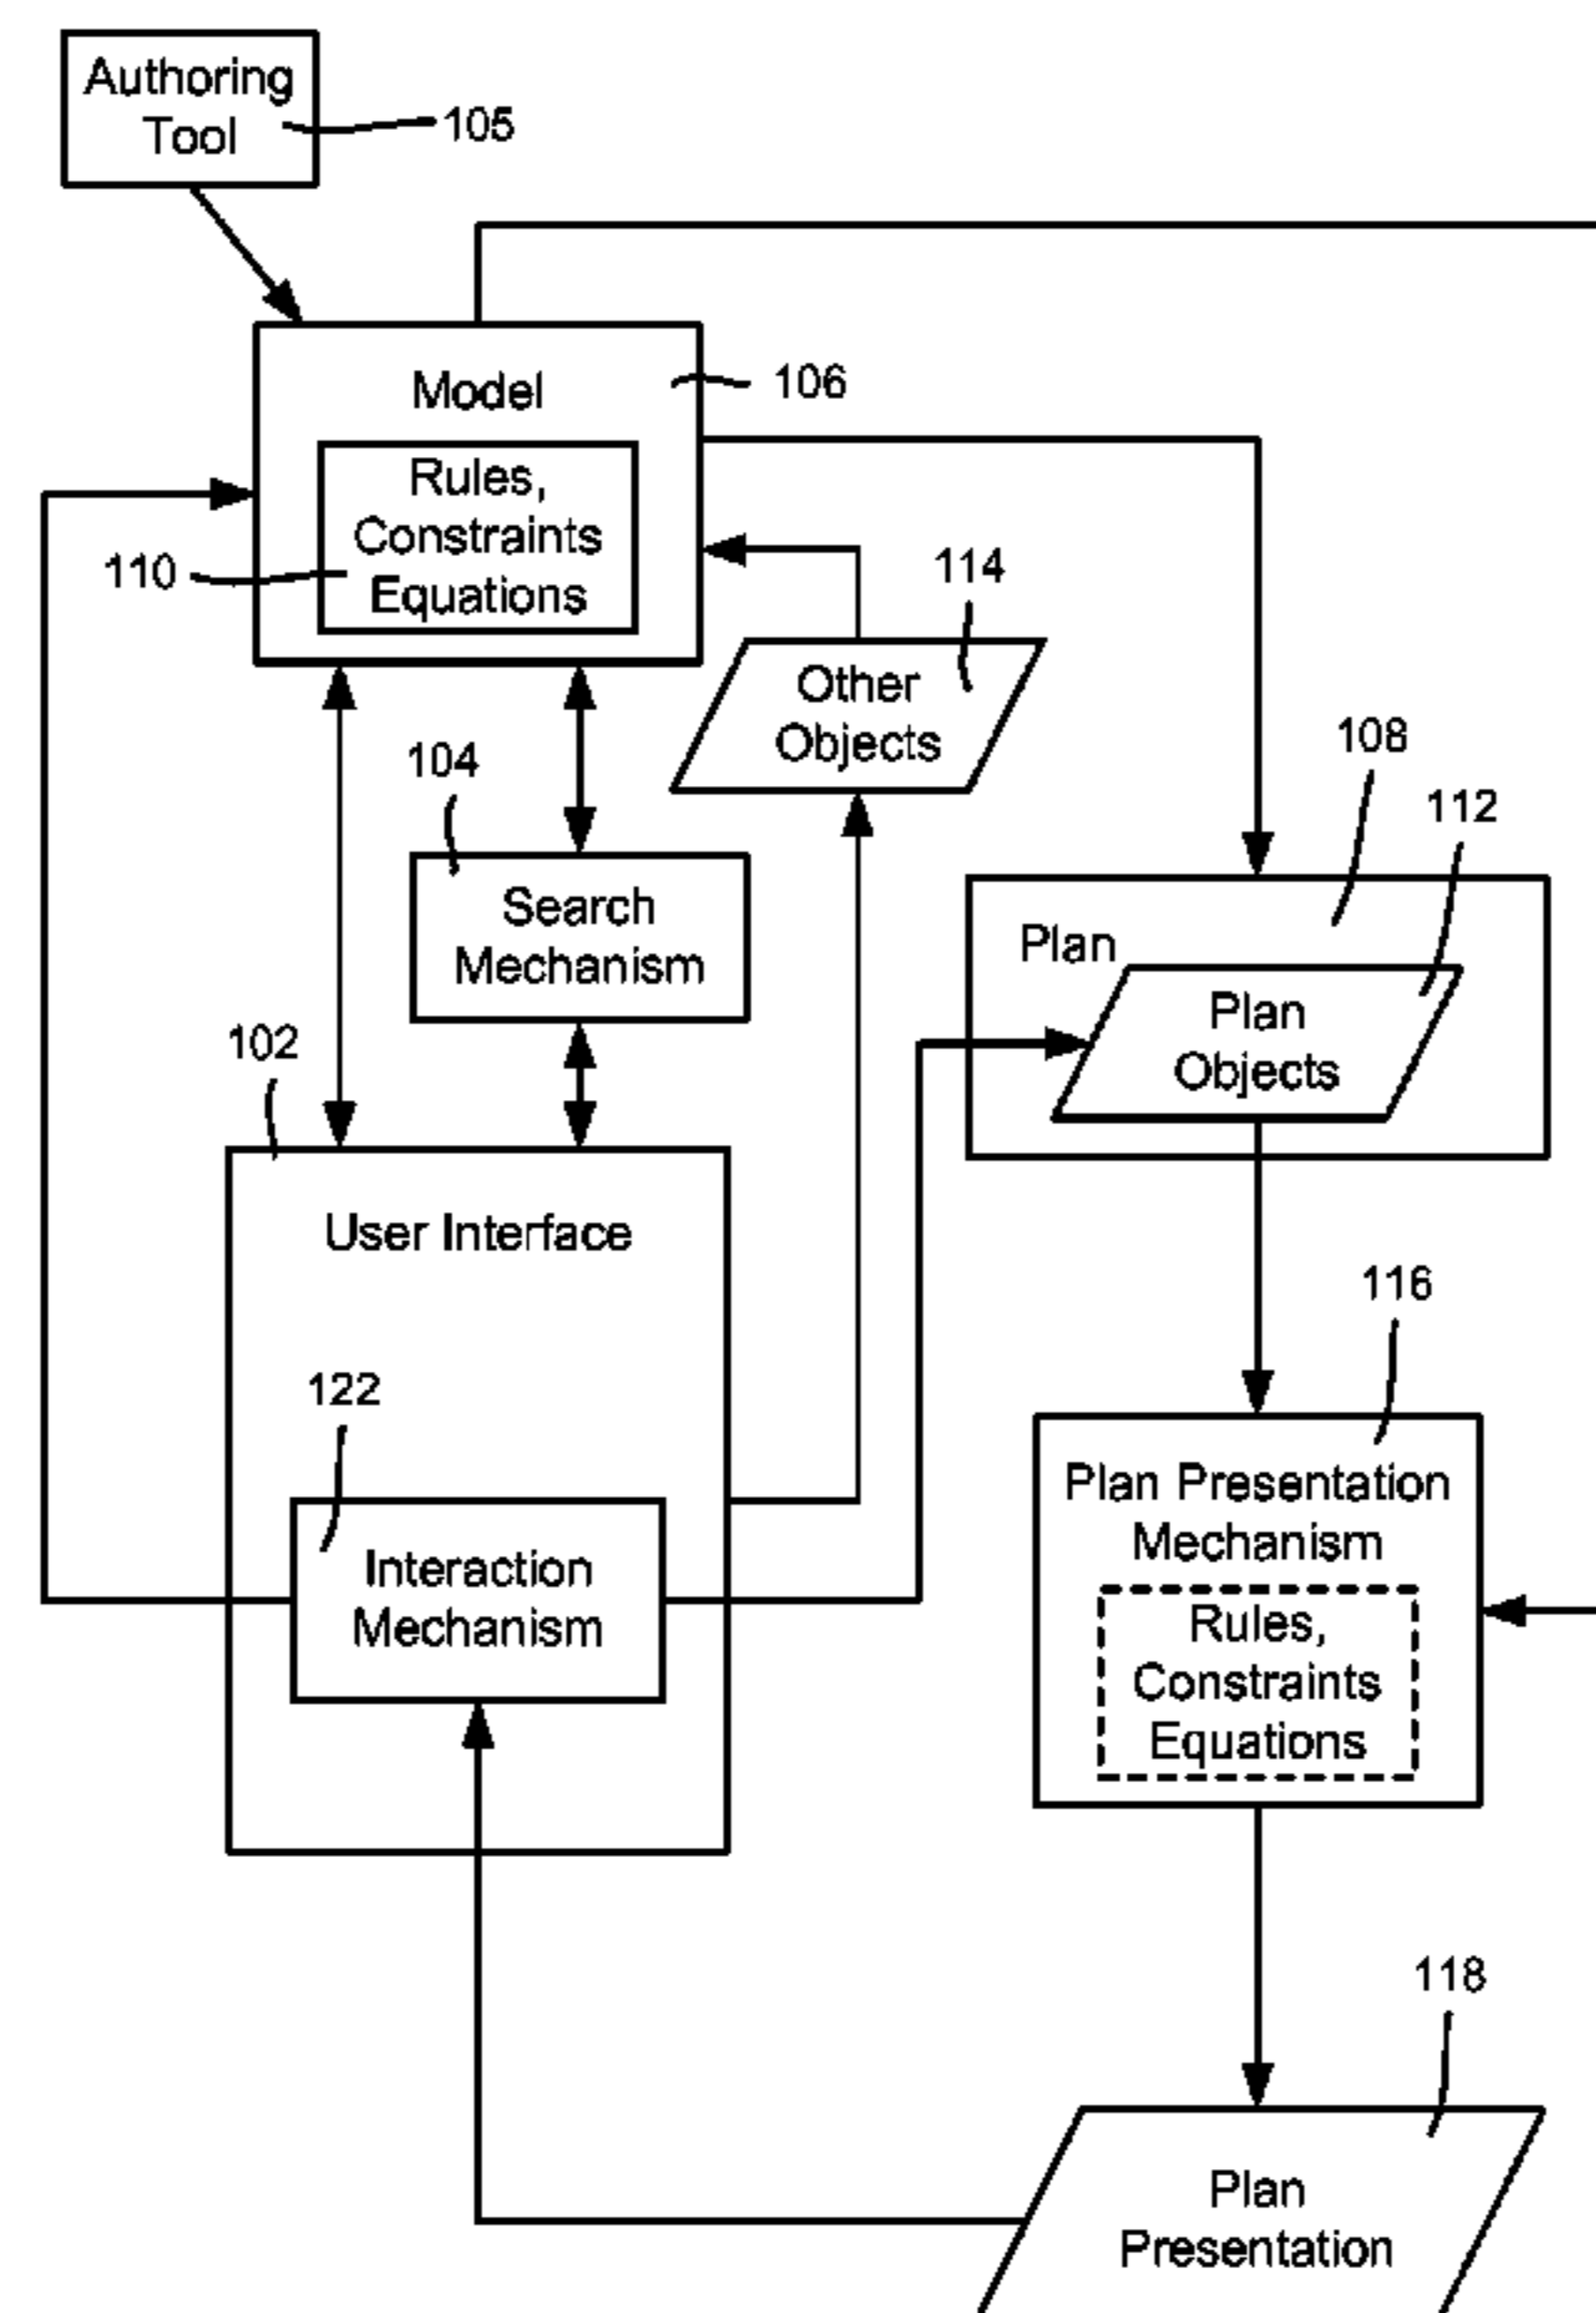 Authoring
Tool
105
Model
106
Rules,
Constraints
Equations
110
114
Other
Objects
104
108
112
Search
Mechanism
Plan
Plan
Objects
102
User Interface
116
122
Plan Presentation
Mechanism
Interaction
Mechanism
Rules,
Constraints
Equations
118
Plan
Presentation